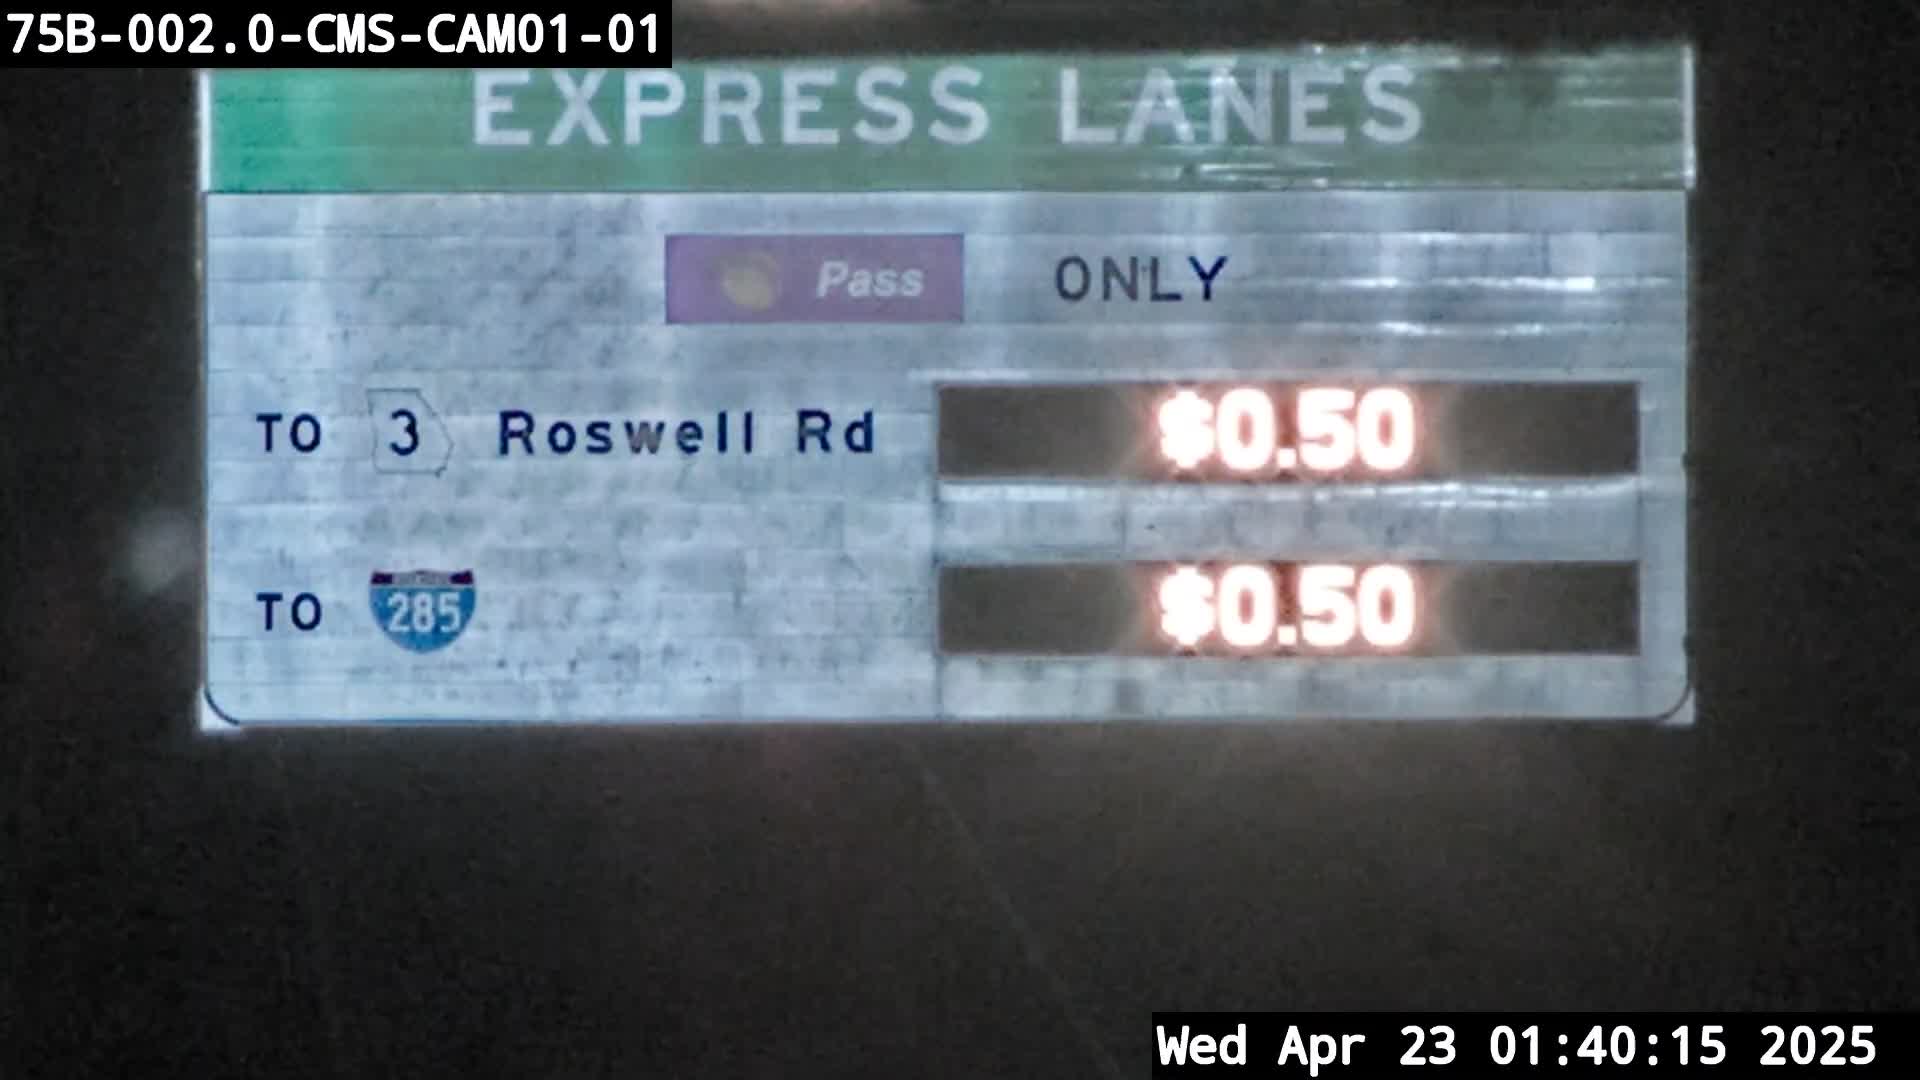 75B-002.0-CMS-CAM01-01
EXPRESS LANES
Pass ONLY
TO 3 Roswell Rd $0.50
TO 285 $0.50
Wed Apr 23 01:40:15 2025